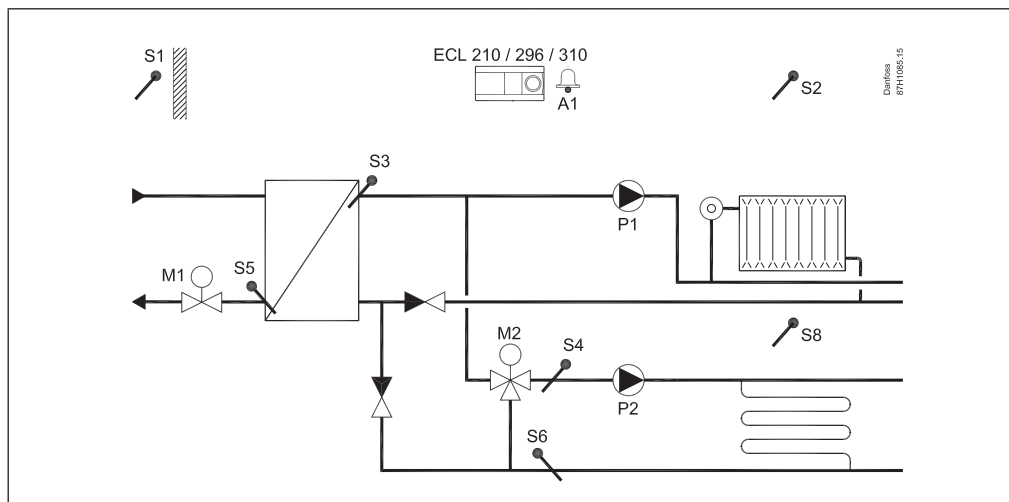 S1
ECL 210 / 296 / 310
A1
S2
Danfoss
87H1085.15
S3
P1
M1
S5
M2
S4
S8
P2
S6